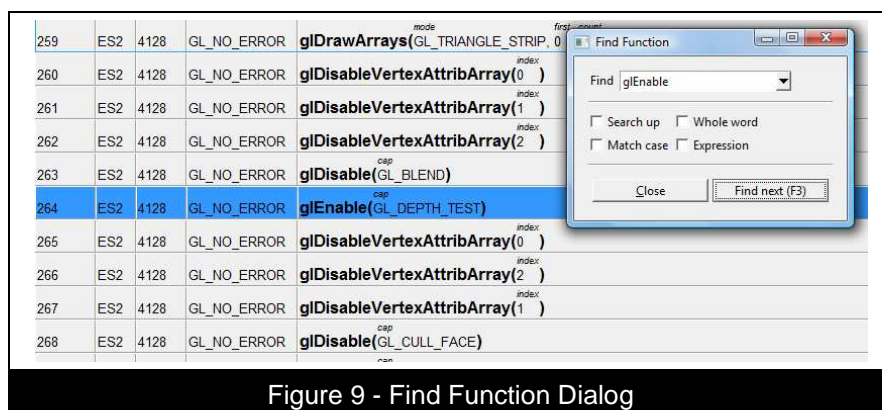 mode first count
259 ES2 4128 GL_NO_ERROR glDrawArrays(GL_TRIANGLE_STRIP, 0
index
260 ES2 4128 GL_NO_ERROR glDisableVertexAttribArray(0 )
index
261 ES2 4128 GL_NO_ERROR glDisableVertexAttribArray(1 )
index
262 ES2 4128 GL_NO_ERROR glDisableVertexAttribArray(2 )
cap
263 ES2 4128 GL_NO_ERROR glDisable(GL_BLEND)
cap
264 ES2 4128 GL_NO_ERROR glEnable(GL_DEPTH_TEST)
index
265 ES2 4128 GL_NO_ERROR glDisableVertexAttribArray(0 )
index
266 ES2 4128 GL_NO_ERROR glDisableVertexAttribArray(2 )
index
267 ES2 4128 GL_NO_ERROR glDisableVertexAttribArray(1 )
cap
268 ES2 4128 GL_NO_ERROR glDisable(GL_CULL_FACE)
cap
Find Function
Find glEnable
Search up Whole word
Match case Expression
Close Find next (F3)
Figure 9 - Find Function Dialog